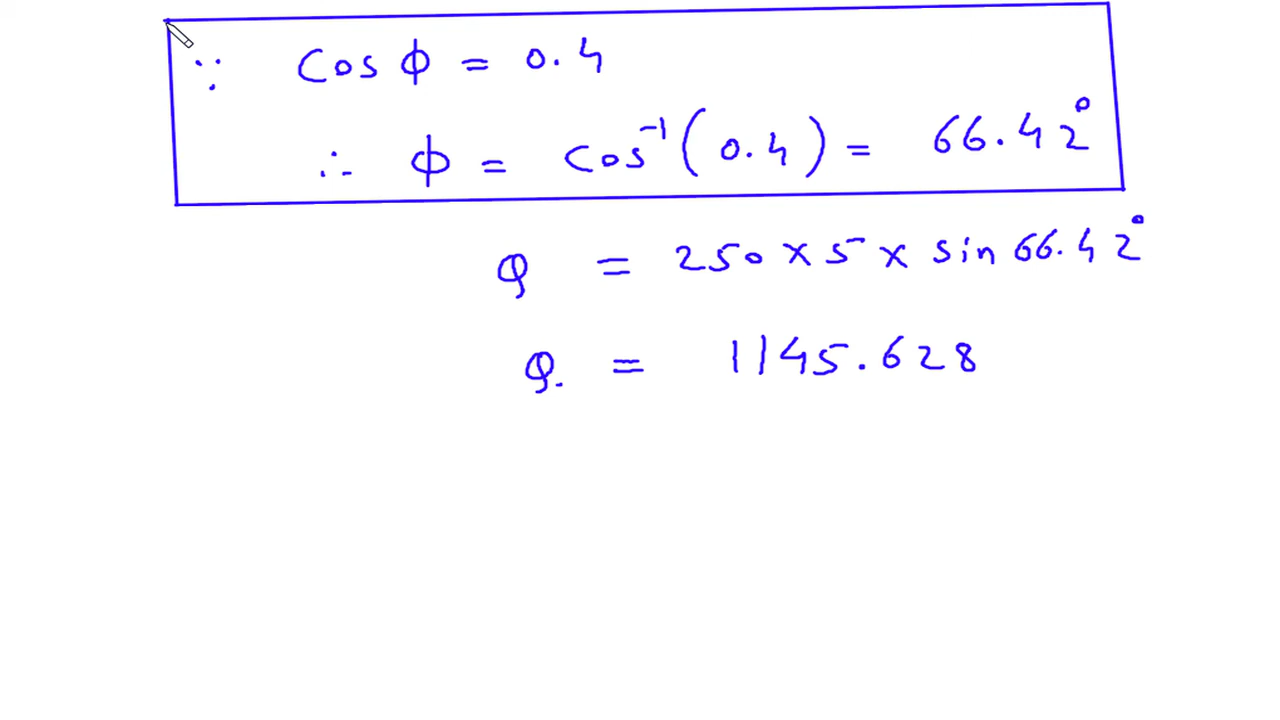 ∵ Cos ϕ = 0.4
∴ ϕ = Cos⁻¹(0.4) = 66.42°
Q = 250 × 5 × sin 66.42°
Q. = 1145.628